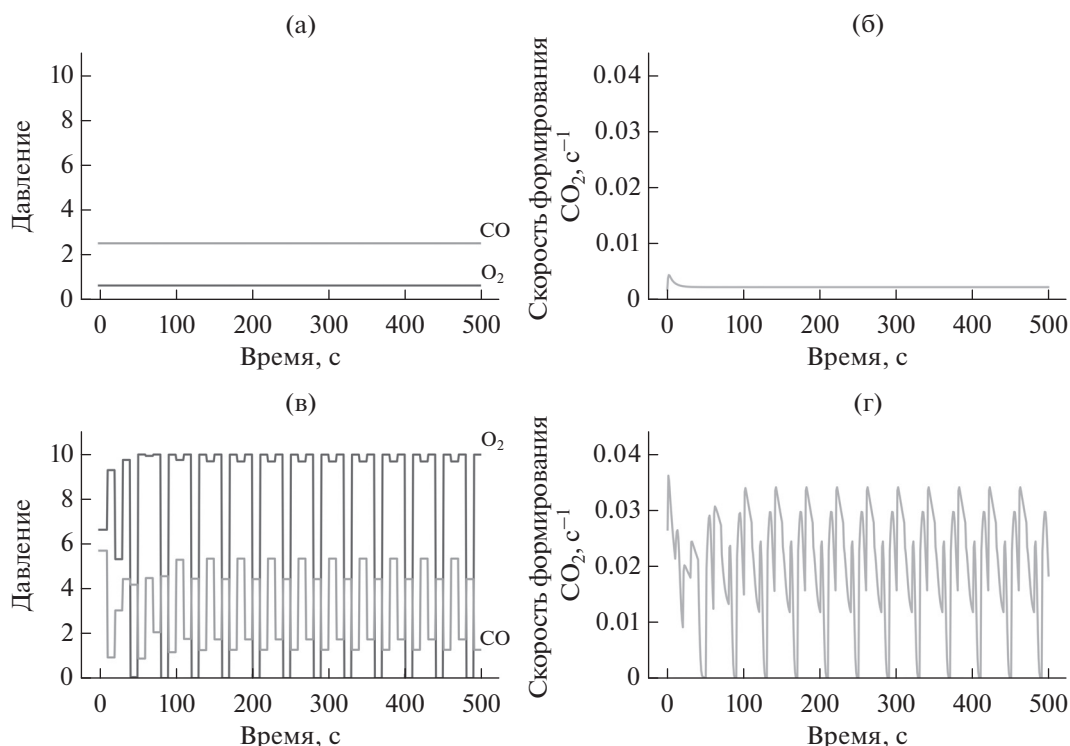 (а)
Давление
10
8
6
4
2
0
CO
O2
0 100 200 300 400 500
Время, с
(б)
Скорость формирования
CO2, с−1
0.04
0.03
0.02
0.01
0
0 100 200 300 400 500
Время, с
(в)
Давление
10
8
6
4
2
0
O2
CO
0 100 200 300 400 500
Время, с
(г)
Скорость формирования
CO2, с−1
0.04
0.03
0.02
0.01
0
0 100 200 300 400 500
Время, с